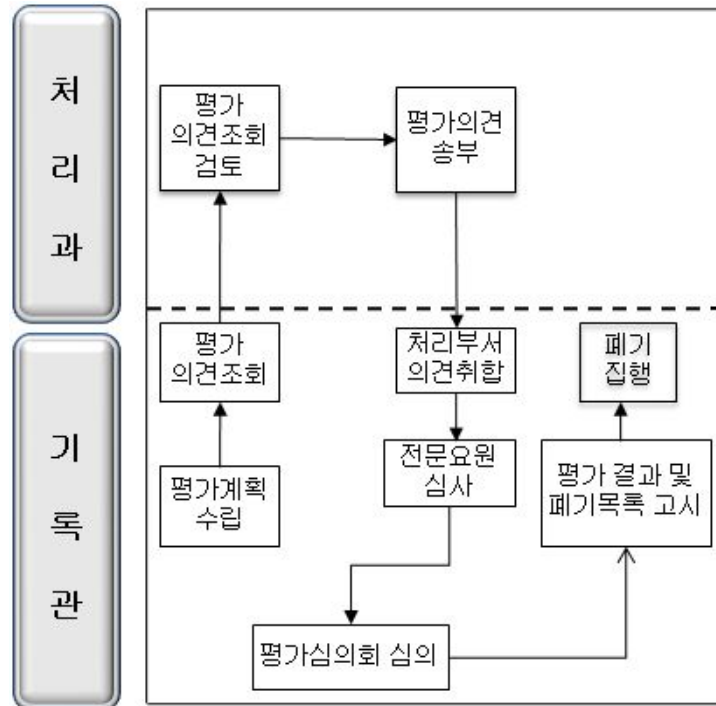 처
리
과
평가
의견조회
검토
평가의견
송부
기
록
관
평가
의견조회
처리부서
의견취합
폐기
집행
평가계획
수립
전문요원
심사
평가 결과 및
폐기목록 고시
평가심의회 심의